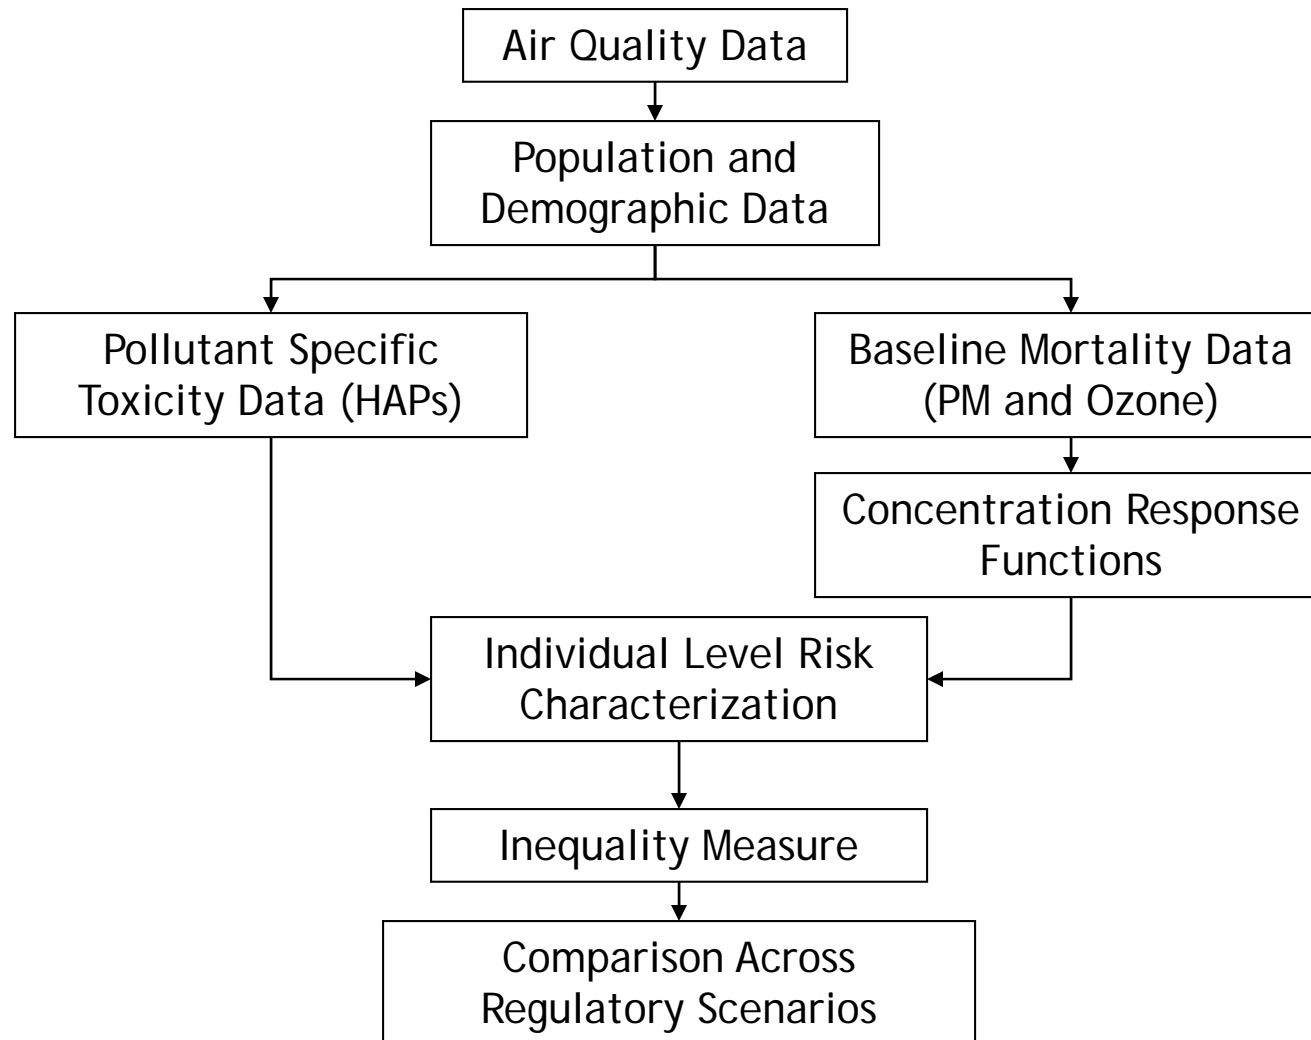 Air Quality Data
Population and
Demographic Data
Pollutant Specific
Toxicity Data (HAPs)
Baseline Mortality Data
(PM and Ozone)
Concentration Response
Functions
Individual Level Risk
Characterization
Inequality Measure
Comparison Across
Regulatory Scenarios